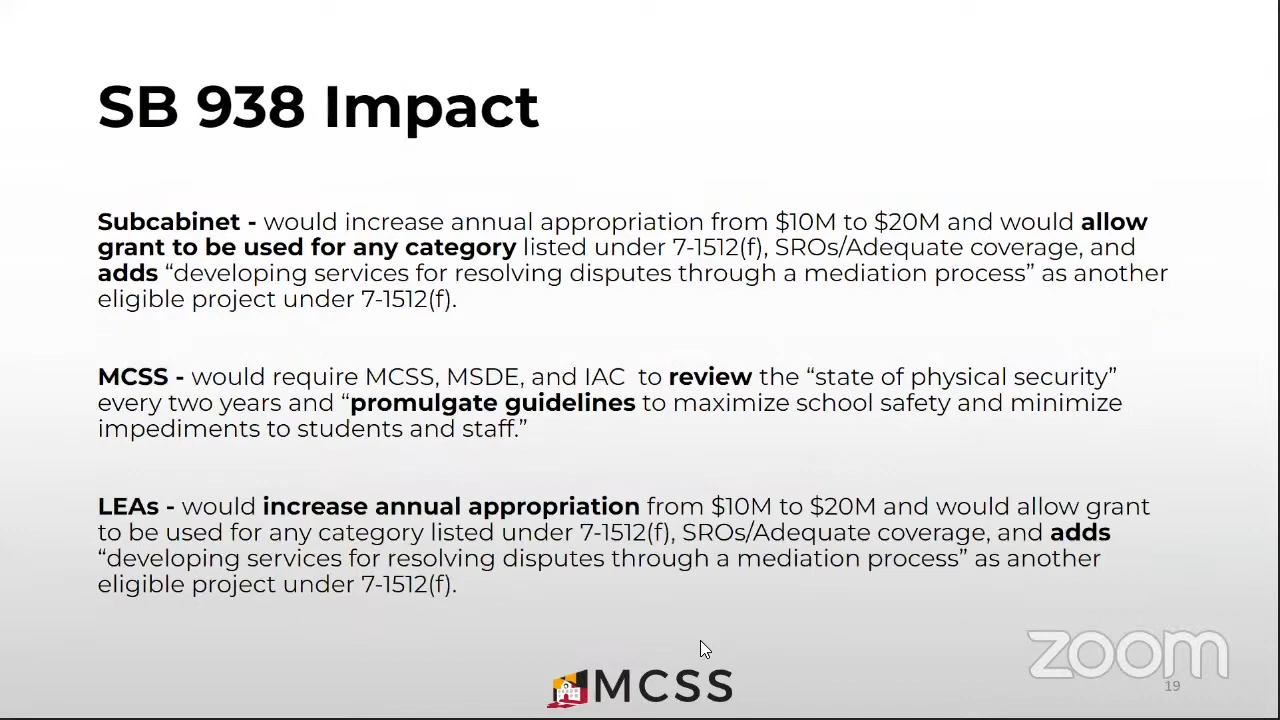 SB 938 Impact
Subcabinet - would increase annual appropriation from $10M to $20M and would allow
grant to be used for any category listed under 7-1512(f), SROs/Adequate coverage, and
adds “developing services for resolving disputes through a mediation process” as another
eligible project under 7-1512(f).
MCSS - would require MCSS, MSDE, and IAC to review the “state of physical security”
every two years and “promulgate guidelines to maximize school safety and minimize
impediments to students and staff.”
LEAs - would increase annual appropriation from $10M to $20M and would allow grant
to be used for any category listed under 7-1512(f), SROs/Adequate coverage, and adds
“developing services for resolving disputes through a mediation process” as another
eligible project under 7-1512(f).
zoom
19
MCSS